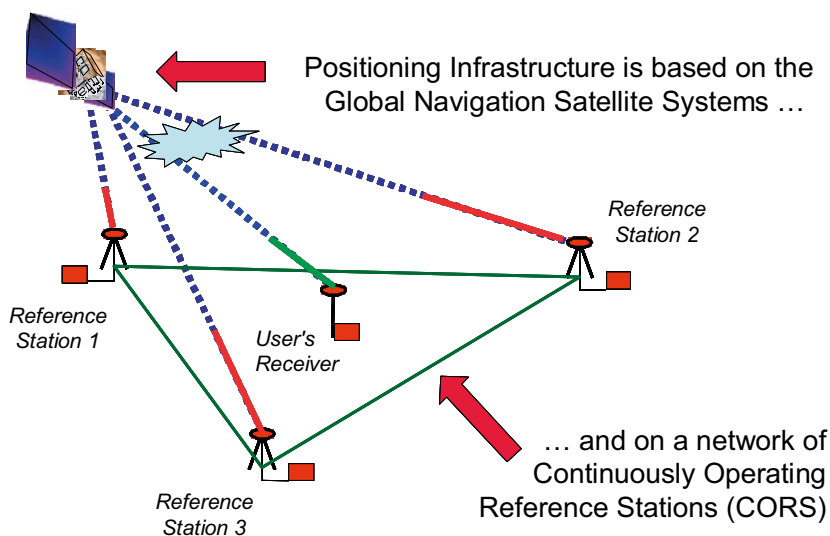 Positioning Infrastructure is based on the
Global Navigation Satellite Systems …
Reference
Station 2
Reference
Station 1
User's
Receiver
… and on a network of
Continuously Operating
Reference Stations (CORS)
Reference
Station 3